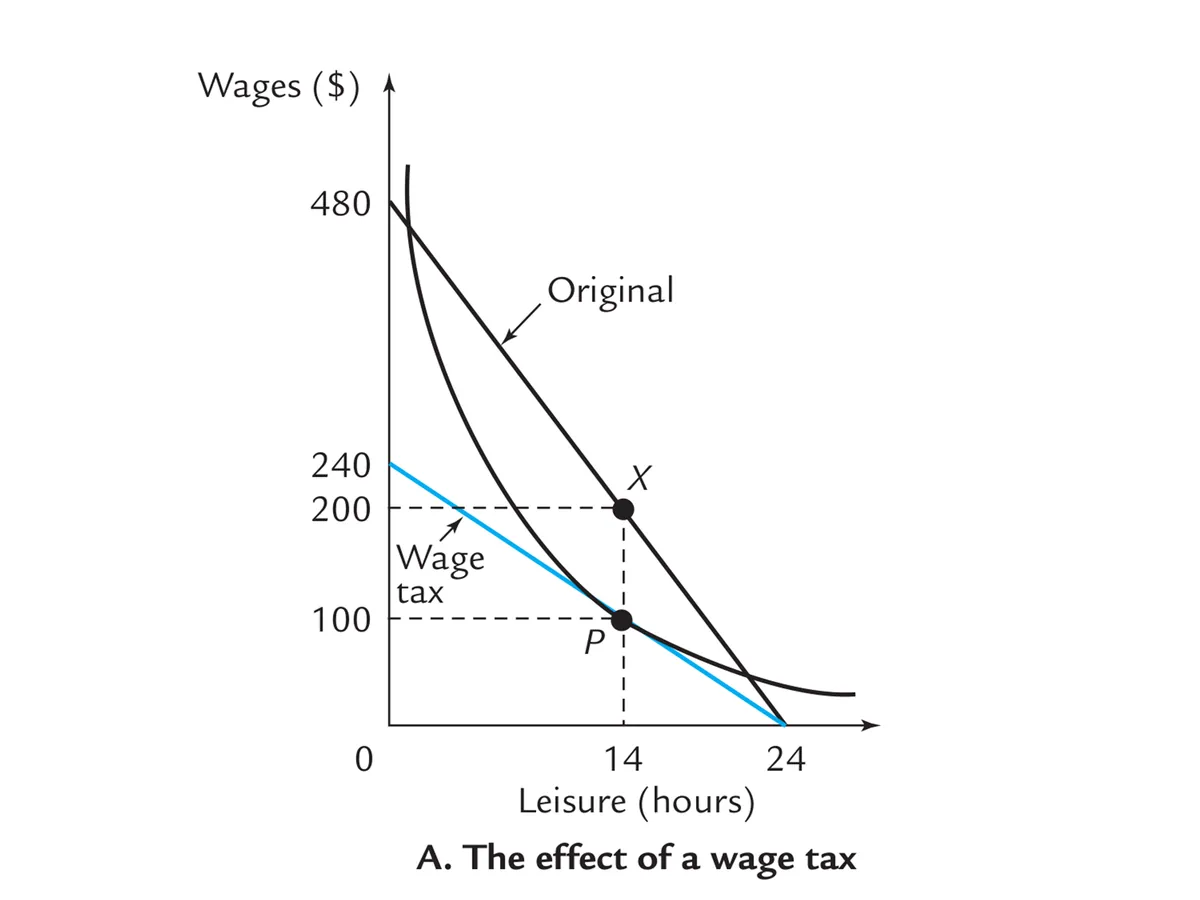 Wages ($)
480
Original
240
X
200
Wage
tax
100
P
0
14
24
Leisure (hours)
A. The effect of a wage tax